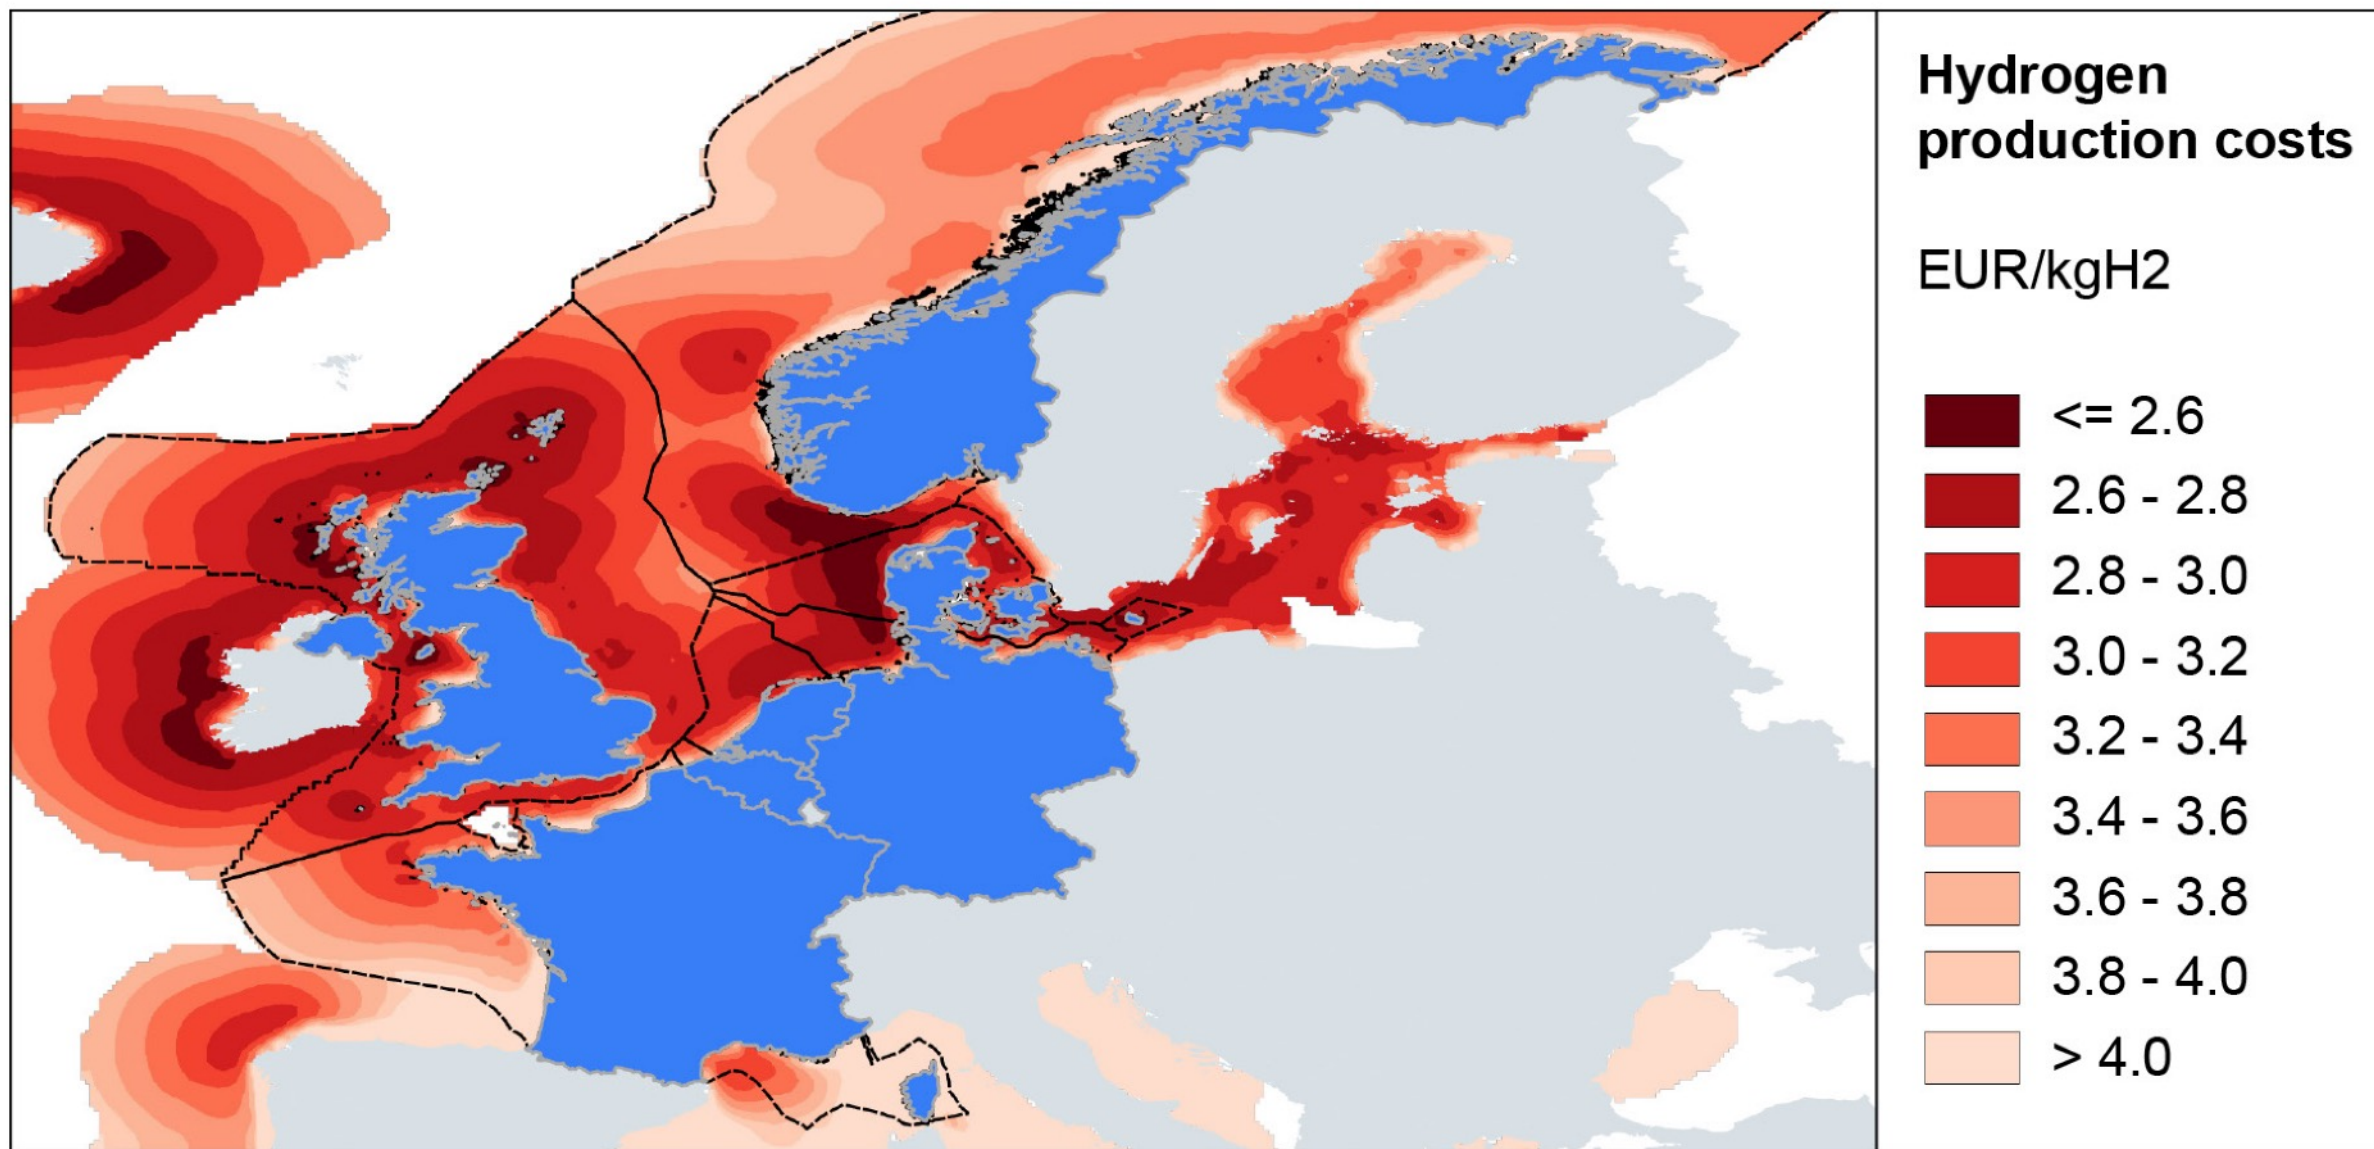 Hydrogen
production costs
EUR/kgH2
<= 2.6
2.6 - 2.8
2.8 - 3.0
3.0 - 3.2
3.2 - 3.4
3.4 - 3.6
3.6 - 3.8
3.8 - 4.0
> 4.0